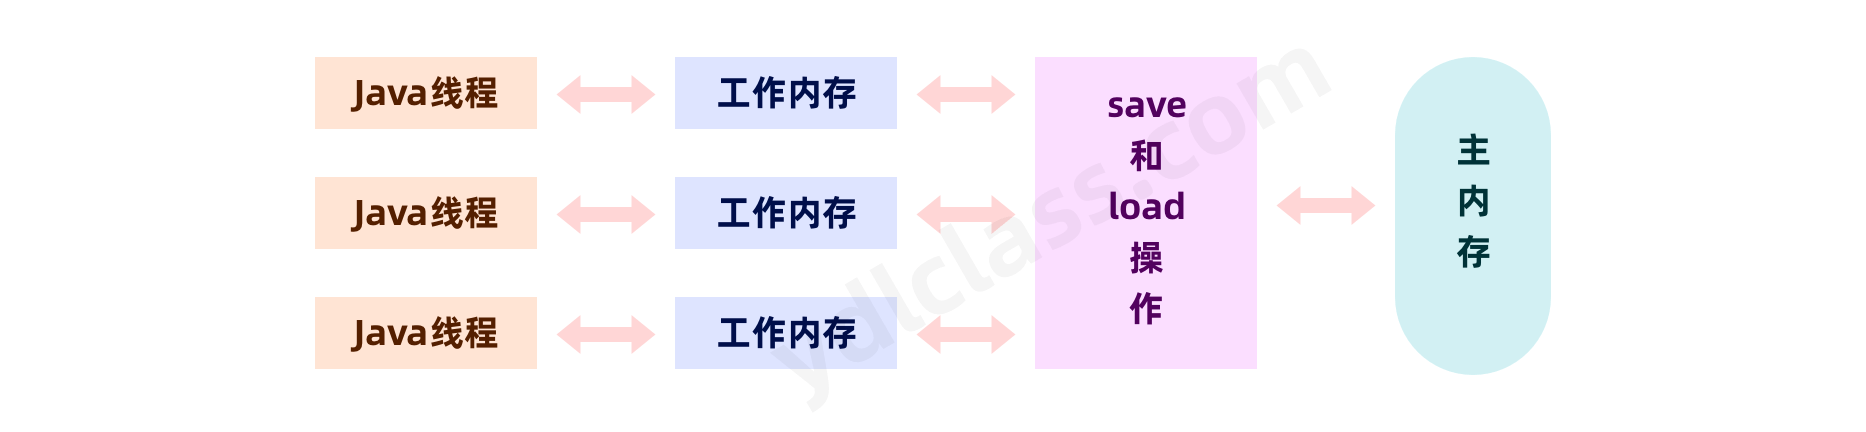 Java线程
工作内存
Java线程
工作内存
Java线程
工作内存
save
和
load
操
作
主
内
存
ydlclass.com